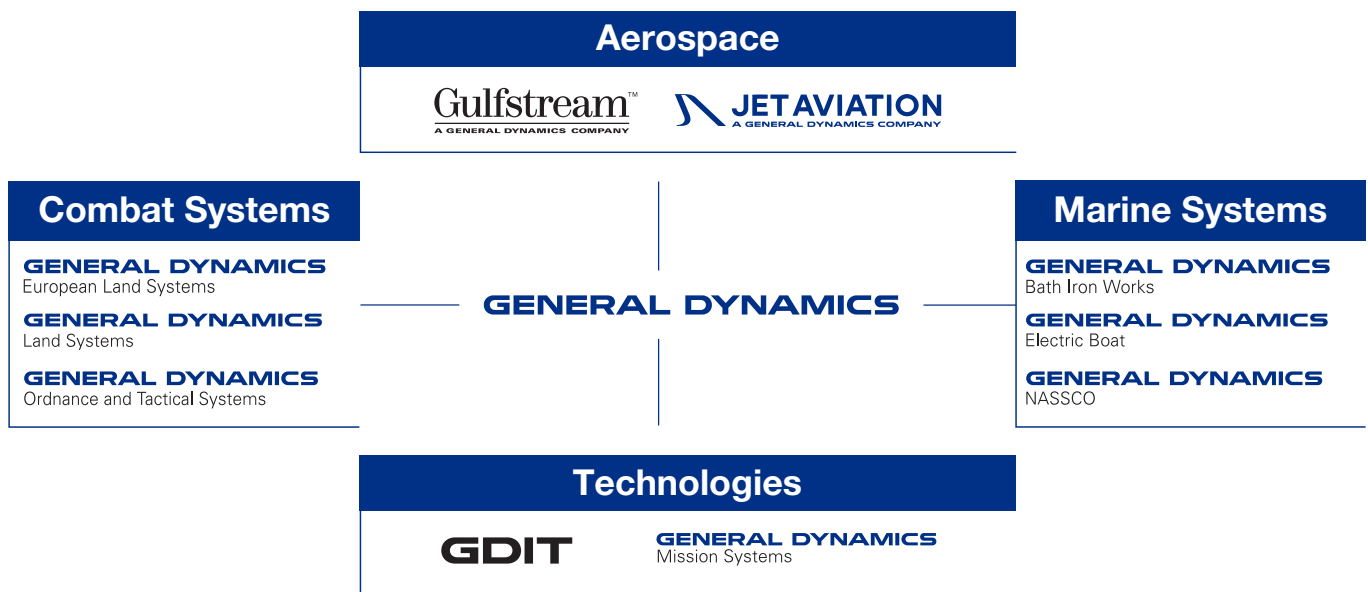 Aerospace
Gulfstream™
A GENERAL DYNAMICS COMPANY
JET AVIATION
A GENERAL DYNAMICS COMPANY
Combat Systems
GENERAL DYNAMICS
European Land Systems
GENERAL DYNAMICS
Land Systems
GENERAL DYNAMICS
Ordnance and Tactical Systems
GENERAL DYNAMICS
Marine Systems
GENERAL DYNAMICS
Bath Iron Works
GENERAL DYNAMICS
Electric Boat
GENERAL DYNAMICS
NASSCO
Technologies
GDIT
GENERAL DYNAMICS
Mission Systems